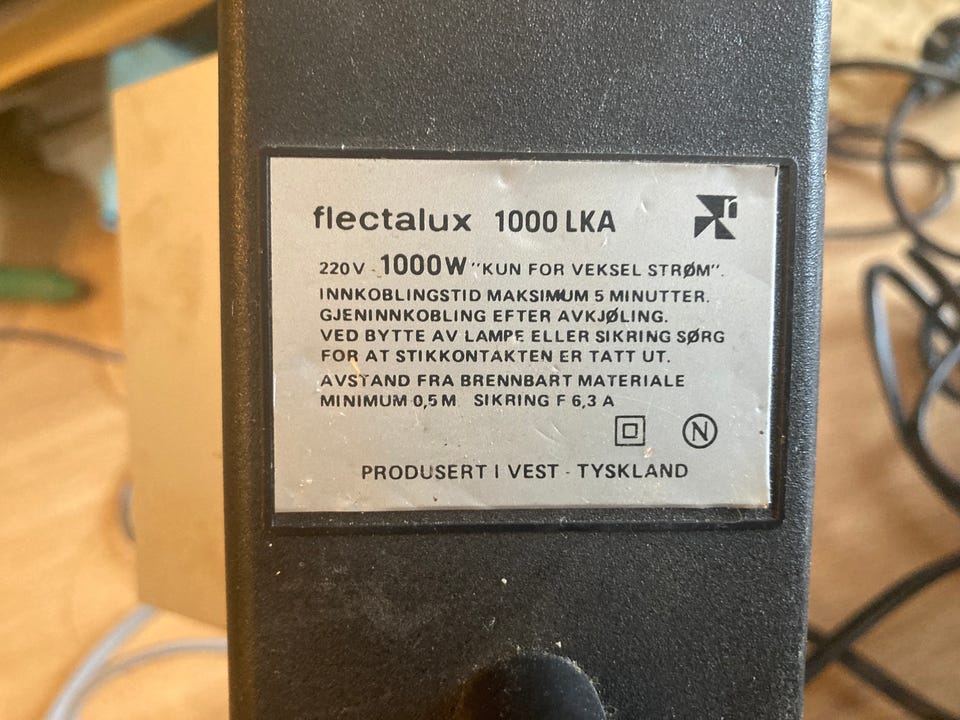 flectalux 1000 LKA
220V - 1000W "KUN FOR VEKSEL STRØM".
INNKOBLINGSTID MAKSIMUM 5 MINUTTER.
GJENINNKOBLING EFTER AVKJØLING.
VED BYTTE AV LAMPE ELLER SIKRING SØRG
FOR AT STIKKONTAKTEN ER TATT UT.
AVSTAND FRA BRENNBART MATERIALE
MINIMUM 0,5 M SIKRING F 6,3 A
N
PRODUSERT I VEST - TYSKLAND